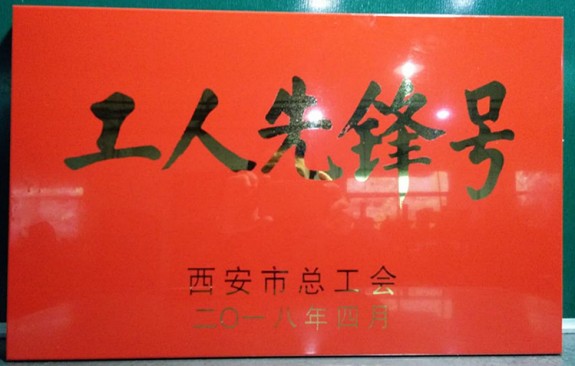 工人先锋号
西安市总工会
二〇一八年四月